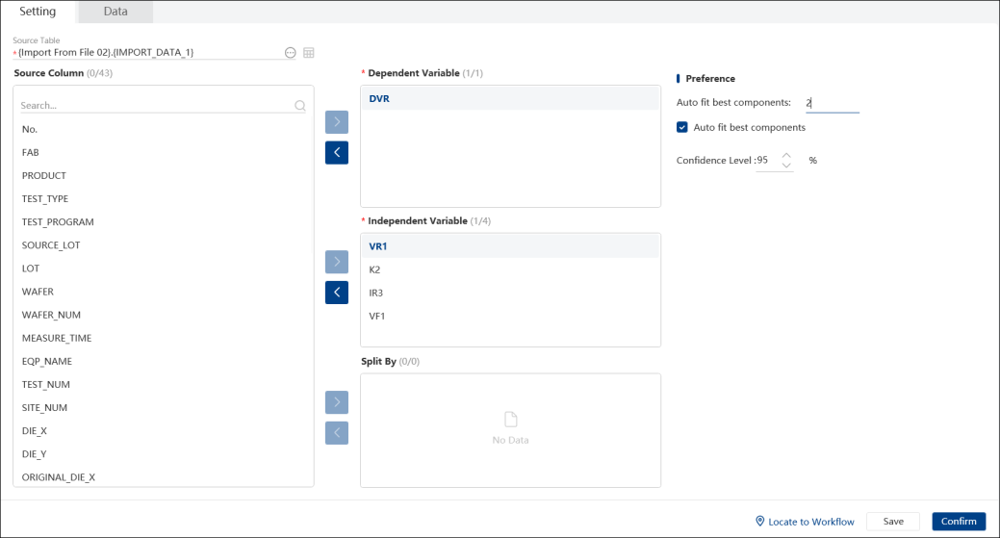 Setting
Data
Source Table
* {Import From File 02}.{IMPORT_DATA_1}
Source Column (0/43)
Search...
No.
FAB
PRODUCT
TEST_TYPE
TEST_PROGRAM
SOURCE_LOT
LOT
WAFER
WAFER_NUM
MEASURE_TIME
EQP_NAME
TEST_NUM
SITE_NUM
DIE_X
DIE_Y
ORIGINAL_DIE_X
* Dependent Variable (1/1)
DVR
* Independent Variable (1/4)
VR1
K2
IR3
VF1
Split By (0/0)
No Data
Preference
Auto fit best components: 2
Auto fit best components
Confidence Level : 95 %
Locate to Workflow
Save
Confirm